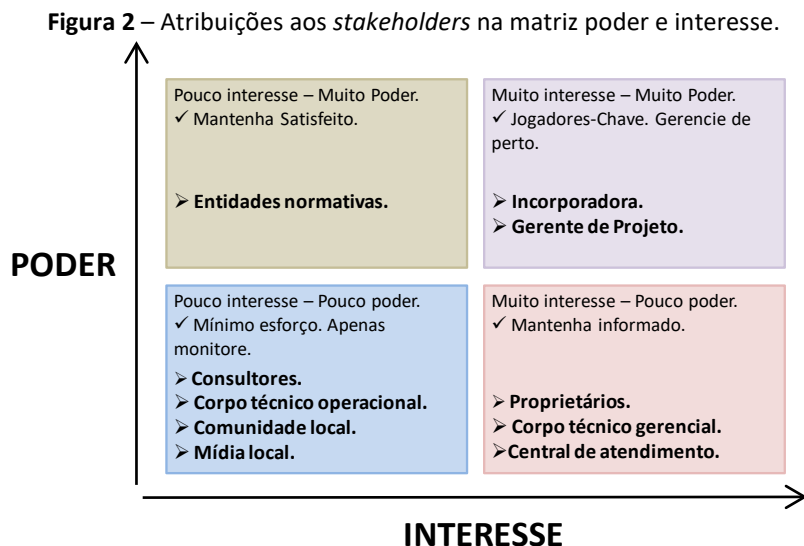 Figura 2 – Atribuições aos stakeholders na matriz poder e interesse.
Pouco interesse – Muito Poder.
✓ Mantenha Satisfeito.
➢ Entidades normativas.
Muito interesse – Muito Poder.
✓ Jogadores-Chave. Gerencie de
perto.
➢ Incorporadora.
➢ Gerente de Projeto.
PODER
Pouco interesse – Pouco poder.
✓ Mínimo esforço. Apenas
monitore.
➢ Consultores.
➢ Corpo técnico operacional.
➢ Comunidade local.
➢ Mídia local.
Muito interesse – Pouco poder.
✓ Mantenha informado.
➢ Proprietários.
➢ Corpo técnico gerencial.
➢Central de atendimento.
INTERESSE